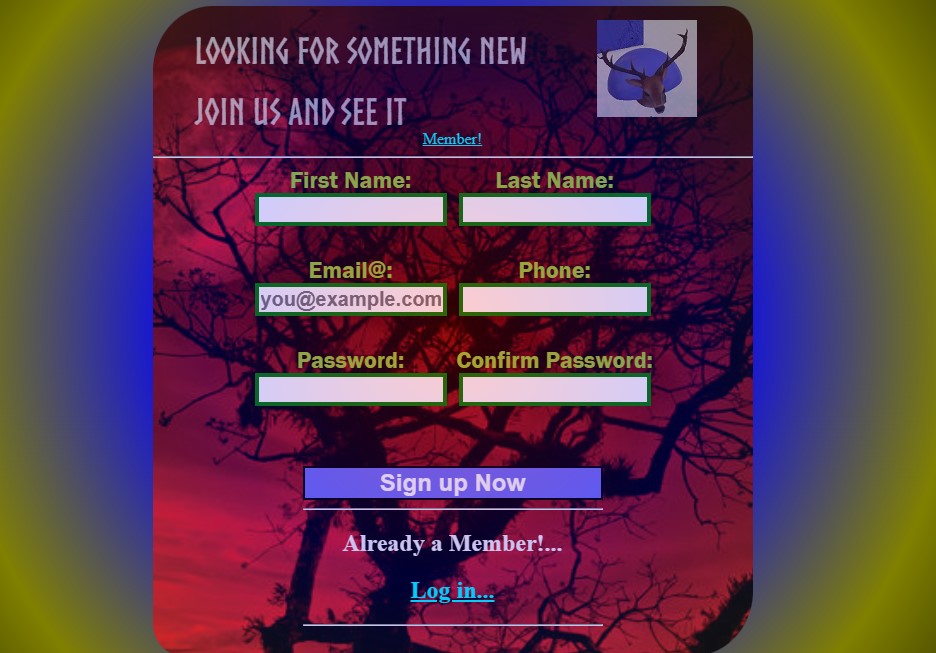 LOOKING FOR SOMETHING NEW
JOIN US AND SEE IT
Member!
First Name: Last Name:
Email@: Phone:
you@example.com
Password: Confirm Password:
Sign up Now
Already a Member!...
Log in...